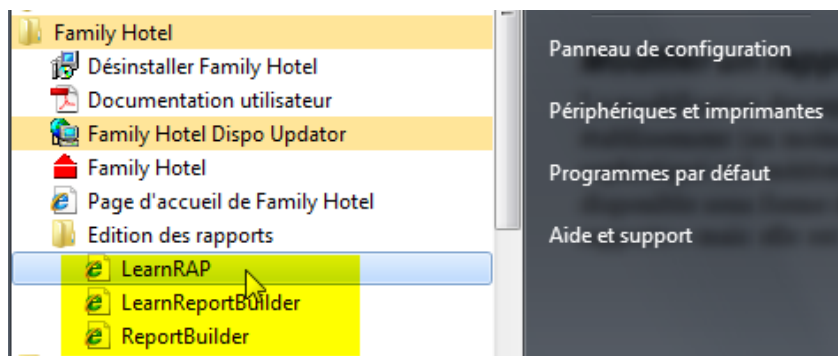 Family Hotel
Désinstaller Family Hotel
Documentation utilisateur
Family Hotel Dispo Updator
Family Hotel
Page d'accueil de Family Hotel
Edition des rapports
LearnRAP
LearnReportBuilder
ReportBuilder
Panneau de configuration
Périphériques et imprimantes
Programmes par défaut
Aide et support